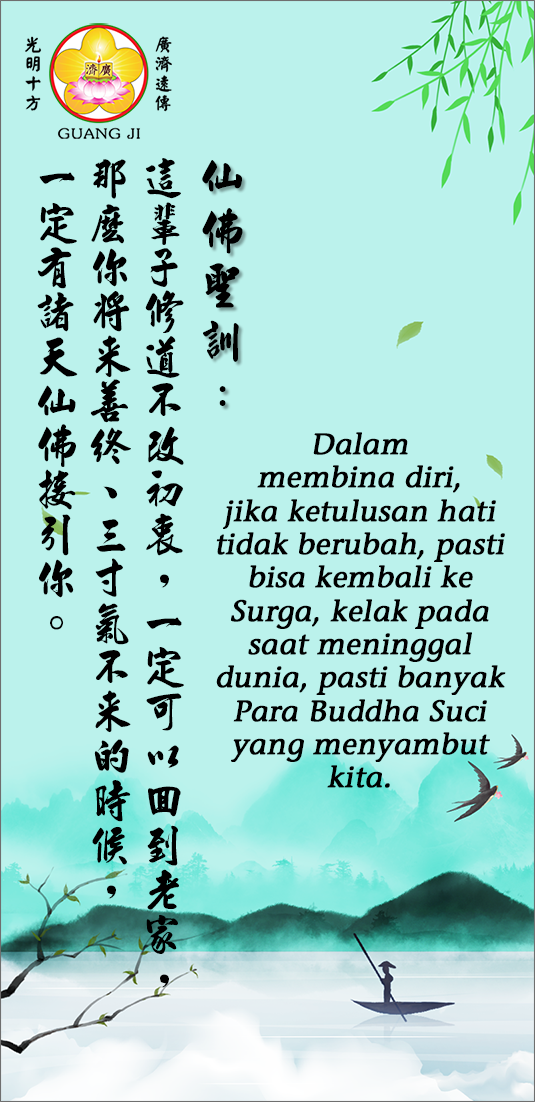 光明十方
廣濟遠傳
濟廣
GUANG JI
仙佛聖訓：
這輩子修道不改初衷，一定可以回到老家，
那麼你將来善终、三寸氣不来的時候，
一定有諸天仙佛接引你。
Dalam
membina diri,
jika ketulusan hati
tidak berubah, pasti
bisa kembali ke
Surga, kelak pada
saat meninggal
dunia, pasti banyak
Para Buddha Suci
yang menyambut
kita.